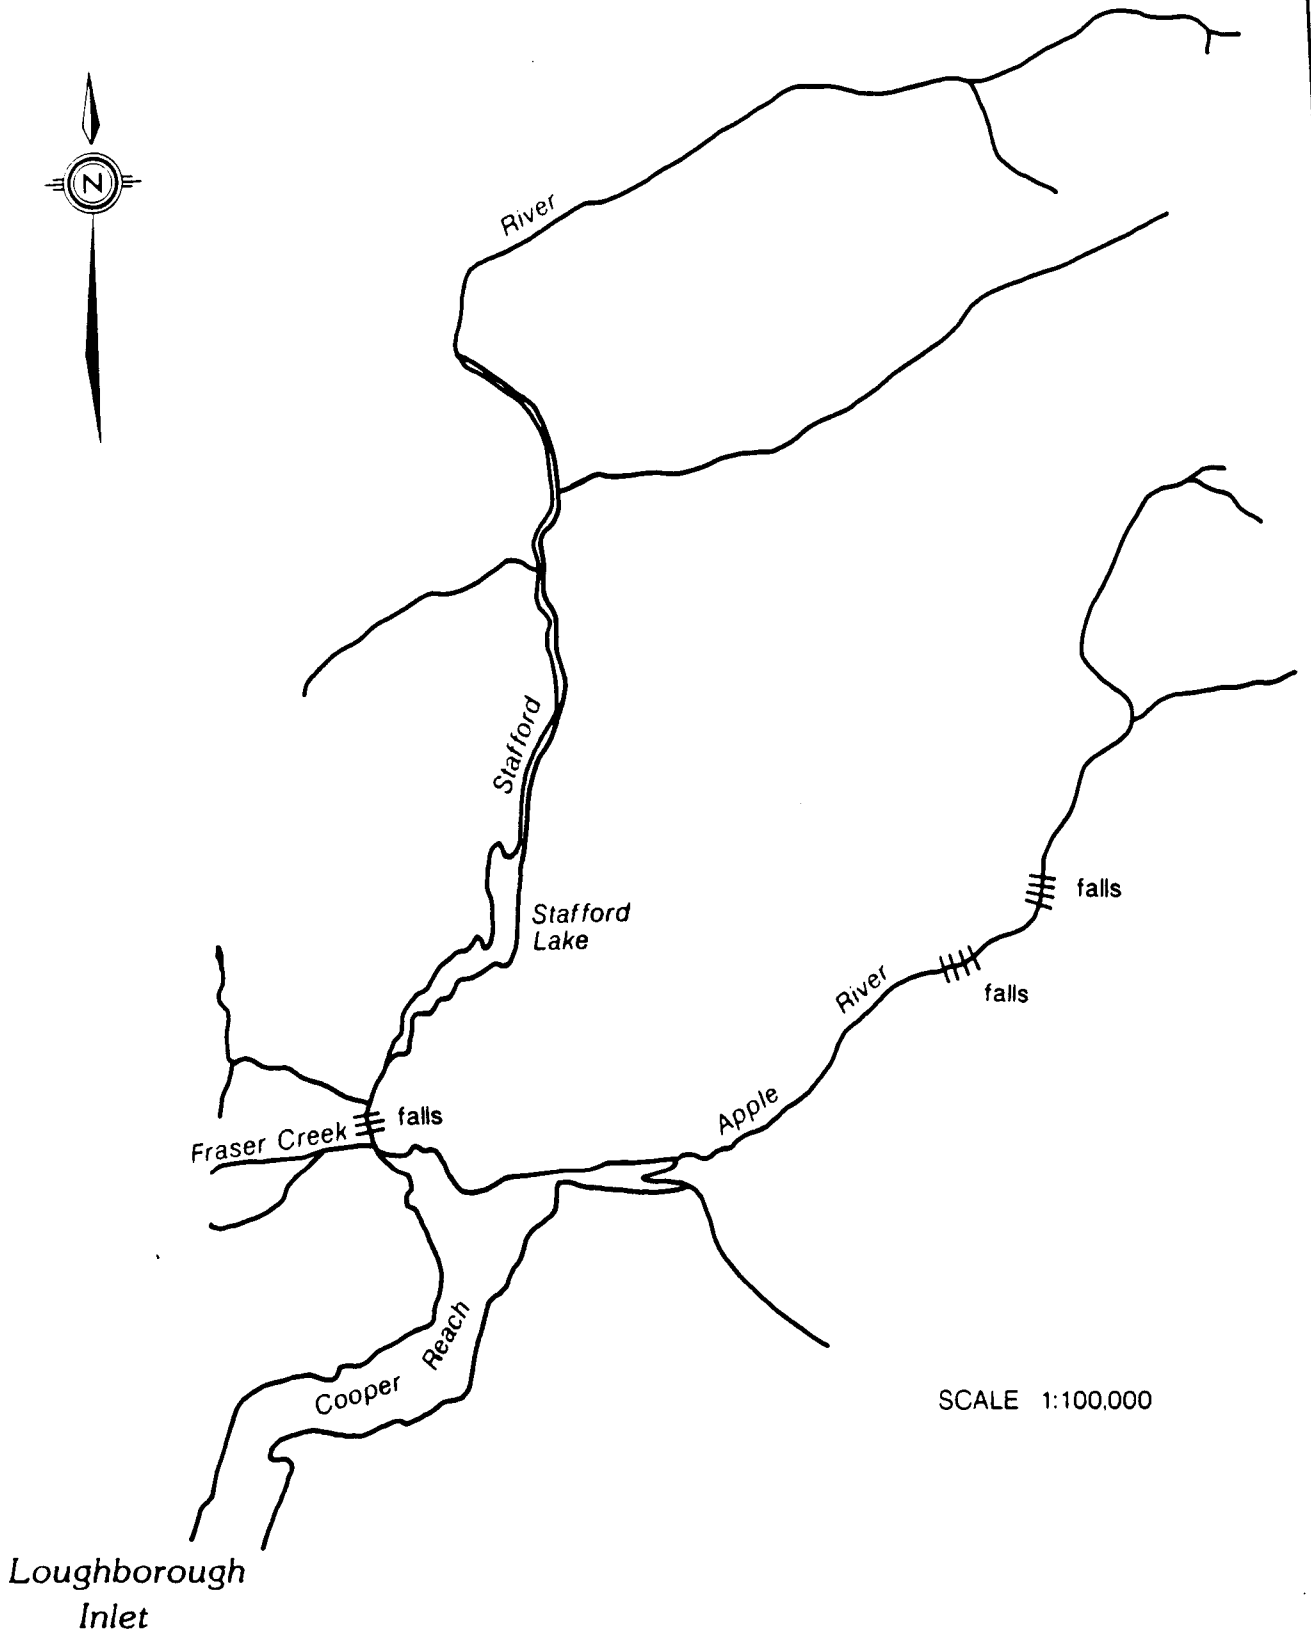 N
River
Stafford
Stafford
Lake
falls
falls
River
Apple
falls
Fraser Creek
Reach
Cooper
SCALE 1:100,000
Loughborough
Inlet